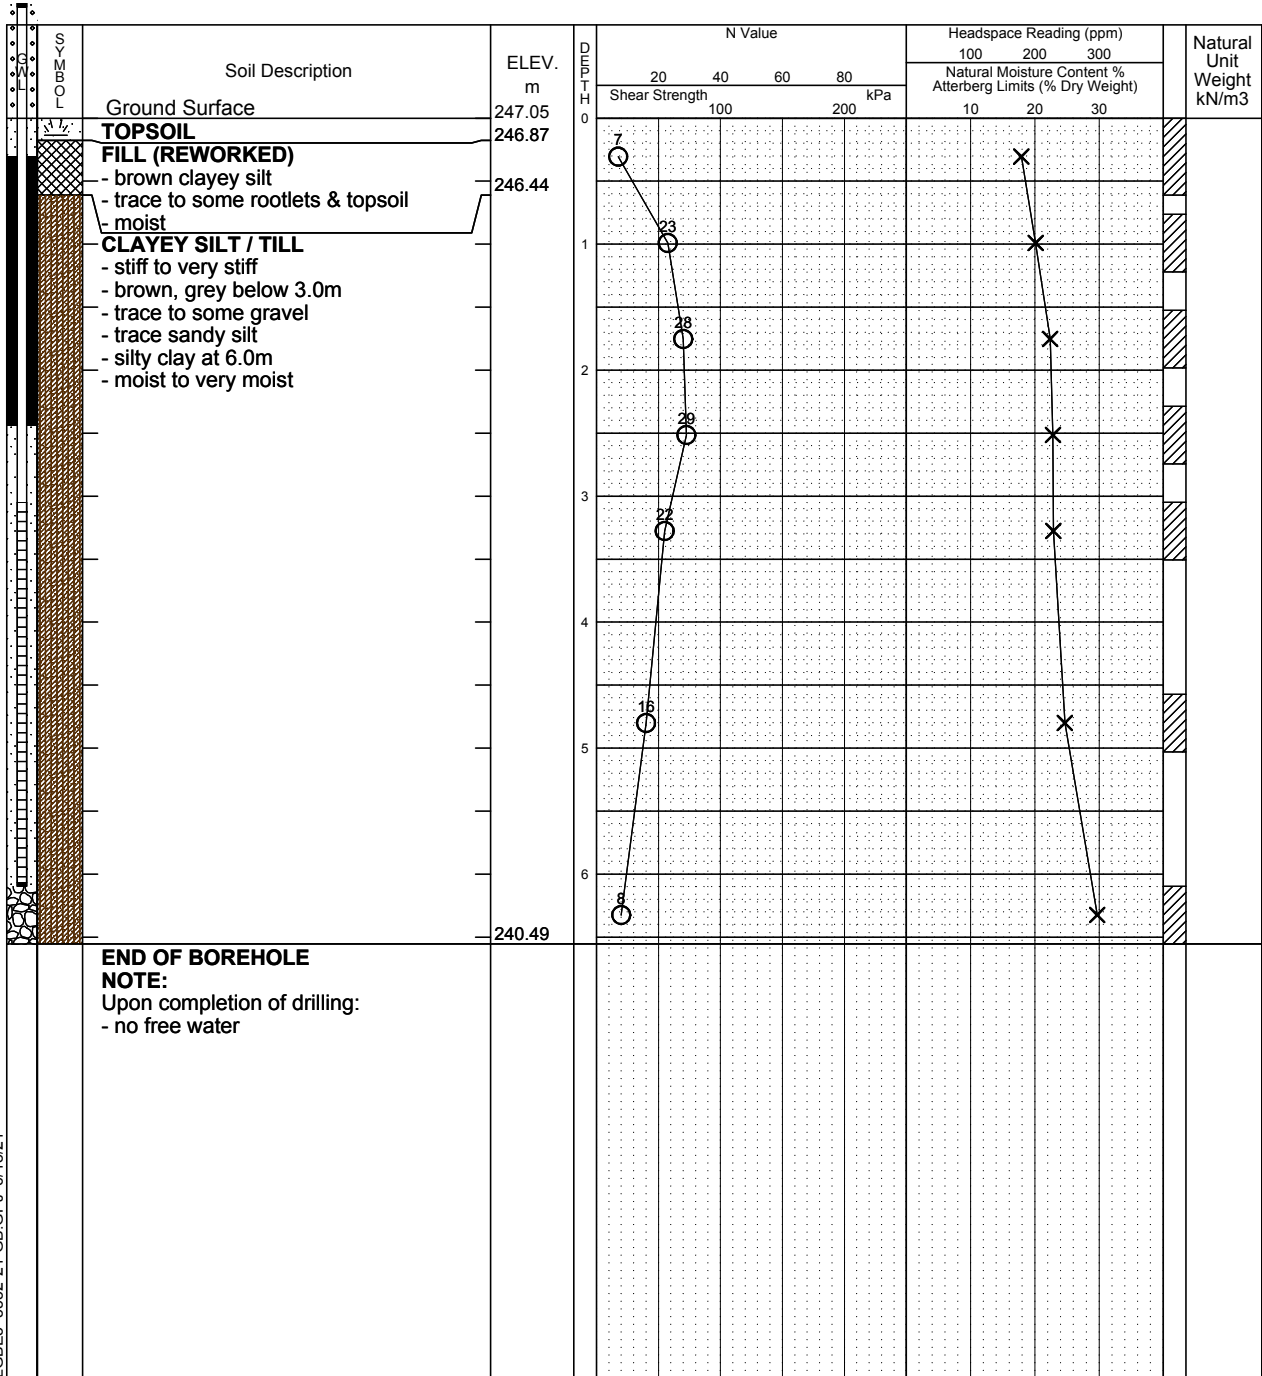 GWL
SYMBOL
Soil Description
ELEV.
m
DEPTH
N Value
20 40 60 80
Shear Strength kPa
100 200
Headspace Reading (ppm)
100 200 300
Natural Moisture Content %
Atterberg Limits (% Dry Weight)
10 20 30
Natural
Unit
Weight
kN/m3
Ground Surface 247.05 0
TOPSOIL 246.87
FILL (REWORKED)
- brown clayey silt 246.44
- trace to some rootlets & topsoil
- moist
CLAYEY SILT / TILL
- stiff to very stiff
- brown, grey below 3.0m
- trace to some gravel
- trace sandy silt
- silty clay at 6.0m
- moist to very moist
7
23
1
28
2
29
3
22
4
16
5
6
8
240.49
END OF BOREHOLE
NOTE:
Upon completion of drilling:
- no free water